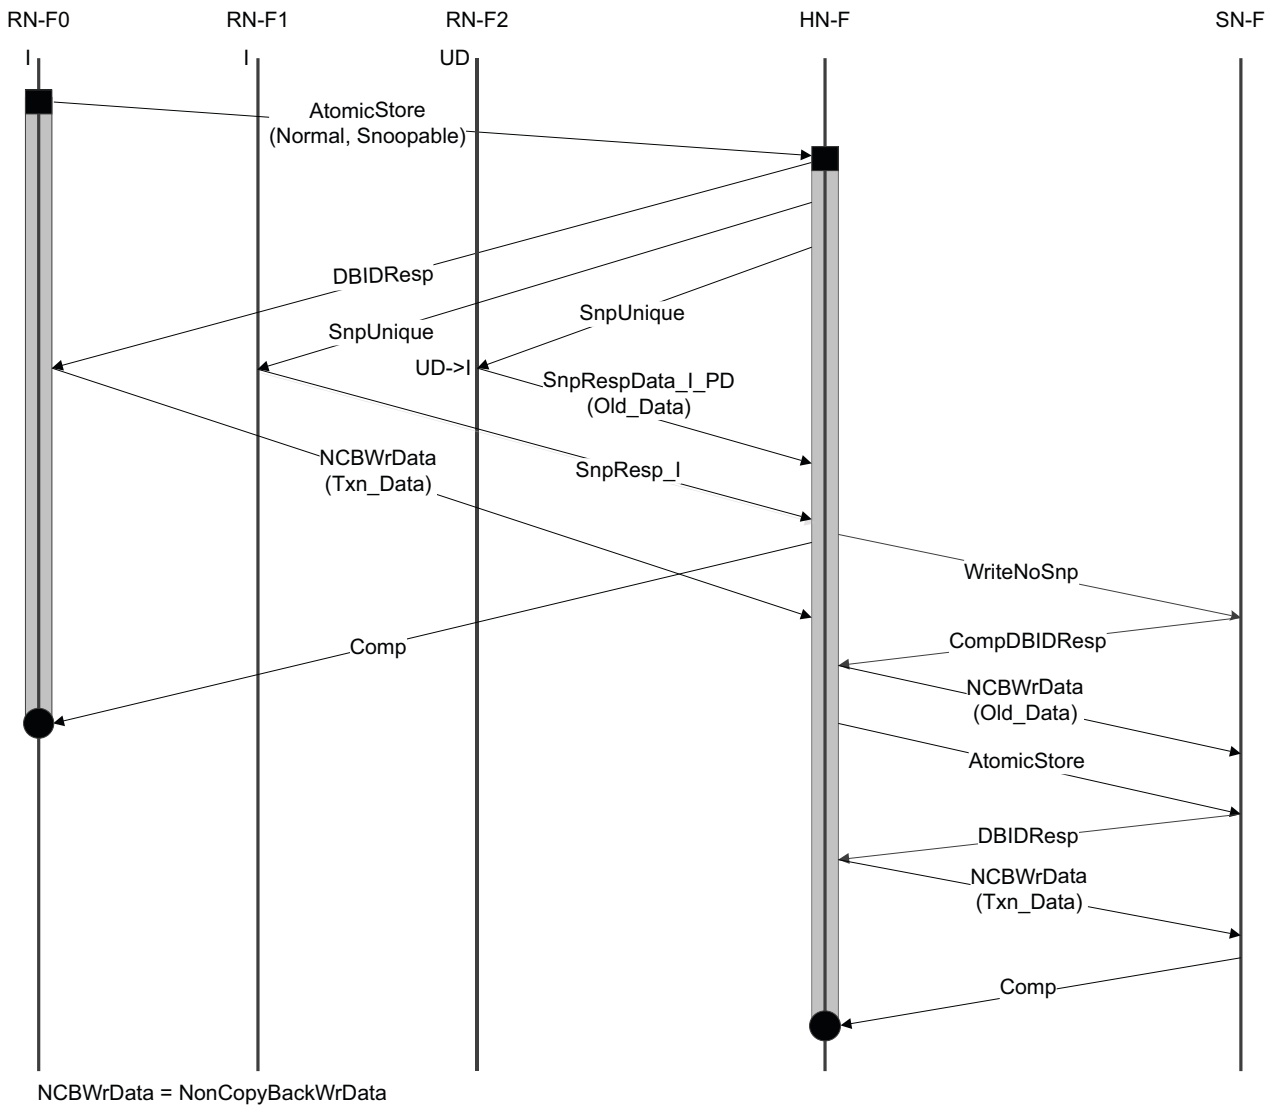 RN-F0 RN-F1 RN-F2 HN-F SN-F
I I UD
AtomicStore
(Normal, Snoopable)
DBIDResp
SnpUnique
SnpUnique
UD->I
SnpRespData_I_PD
(Old_Data)
NCBWrData
(Txn_Data)
SnpResp_I
WriteNoSnp
CompDBIDResp
Comp
NCBWrData
(Old_Data)
AtomicStore
DBIDResp
NCBWrData
(Txn_Data)
Comp
NCBWrData = NonCopyBackWrData